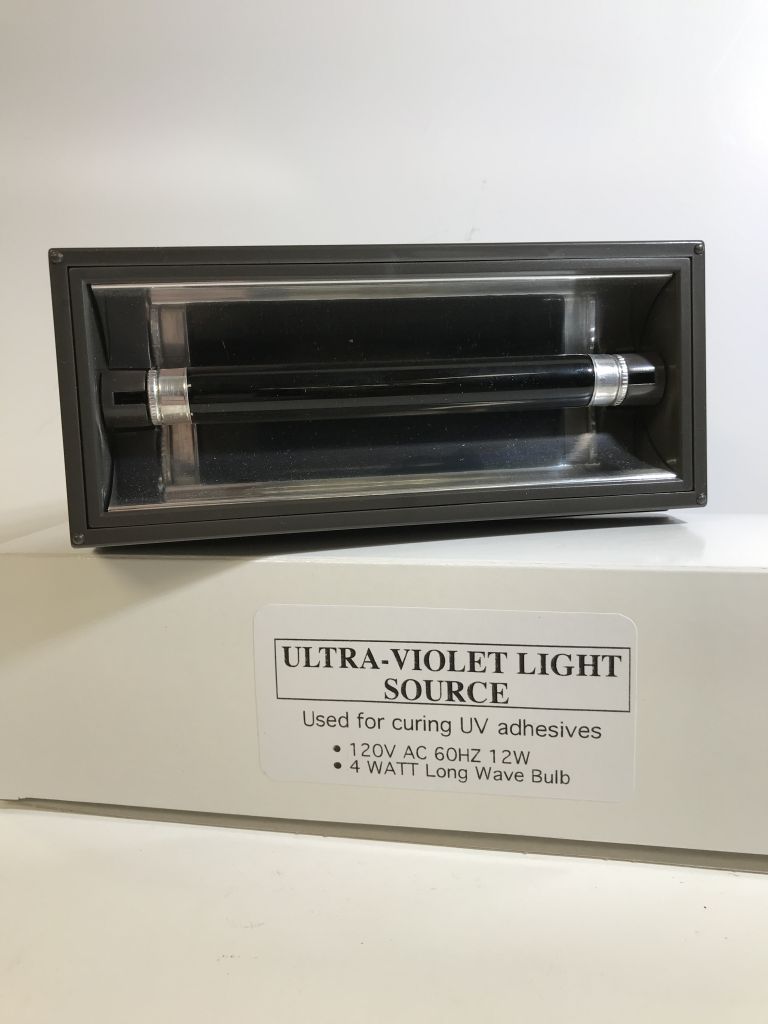 ULTRA-VIOLET LIGHT
SOURCE
Used for curing UV adhesives
• 120V AC 60HZ 12W
• 4 WATT Long Wave Bulb